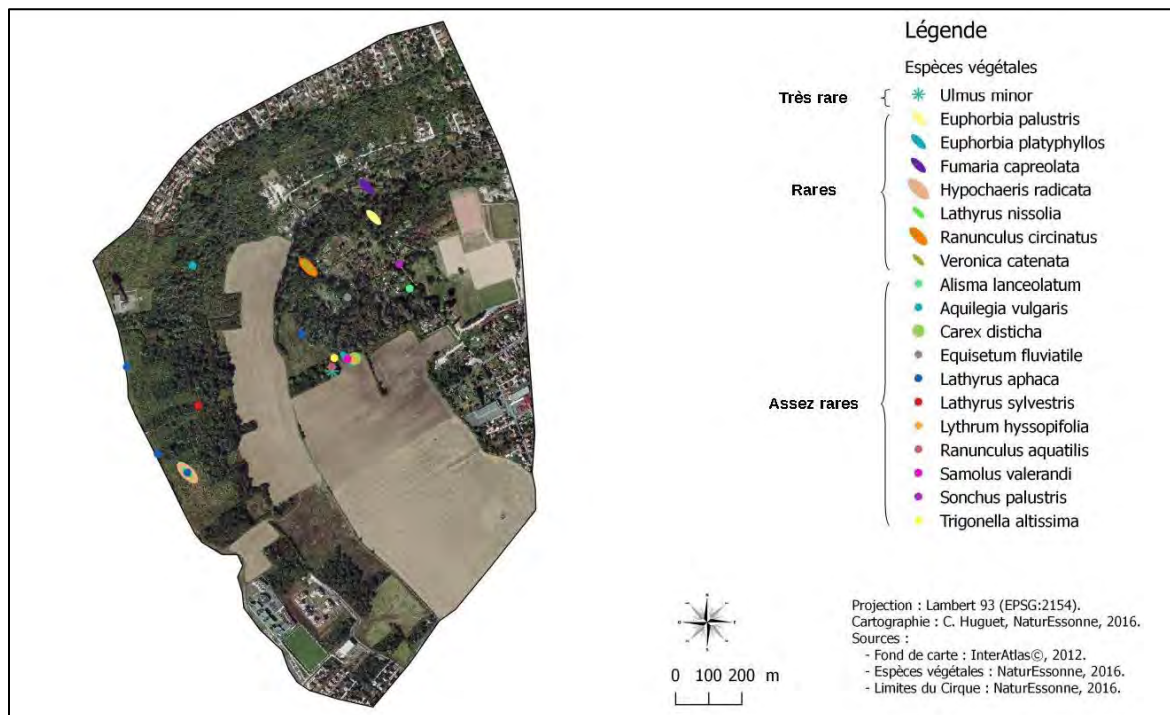 Légende
Espèces végétales
Très rare
Ulmus minor
Euphorbia palustris
Euphorbia platyphyllos
Fumaria capreolata
Rares
Hypochaeris radicata
Lathyrus nissolia
Ranunculus circinatus
Veronica catenata
Alisma lanceolatum
Aquilegia vulgaris
Carex disticha
Equisetum fluviatile
Lathyrus aphaca
Assez rares
Lathyrus sylvestris
Lythrum hyssopifolia
Ranunculus aquatilis
Samolus valerandi
Sonchus palustris
Trigonella altissima
0 100 200 m
Projection : Lambert 93 (EPSG:2154).
Cartographie : C. Huguet, NaturEssonne, 2016.
Sources :
- Fond de carte : InterAtlas©, 2012.
- Espèces végétales : NaturEssonne, 2016.
- Limites du Cirque : NaturEssonne, 2016.